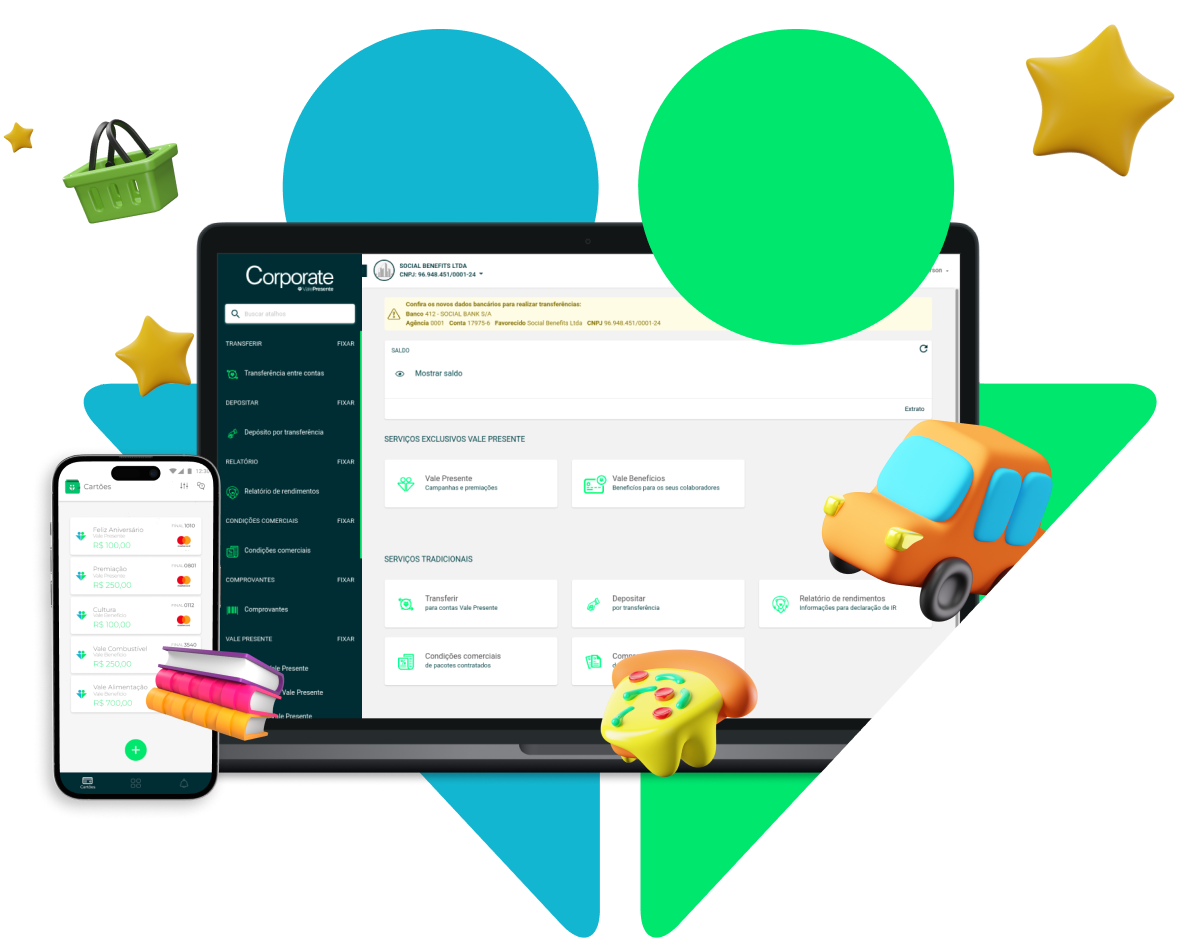 Corporate
ValePresente
Buscar atalhos
TRANSFERIR FIXAR
Transferência entre contas
DEPOSITAR FIXAR
Depósito por transferência
RELATÓRIO FIXAR
Relatório de rendimentos
CONDIÇÕES COMERCIAIS FIXAR
Condições comerciais
COMPROVANTES FIXAR
Comprovantes
VALE PRESENTE FIXAR
Vale Presente
Vale Presente
Vale Presente
SOCIAL BENEFITS LTDA
CNPJ: 96.948.451/0001-24
Confira os novos dados bancários para realizar transferências:
Banco 412 - SOCIAL BANK S/A
Agência 0001 Conta 17975-6 Favorecido Social Benefits Ltda CNPJ 96.948.451/0001-24
SALDO
Mostrar saldo
Extrato
SERVIÇOS EXCLUSIVOS VALE PRESENTE
Vale Presente
Campanhas e premiações
Vale Benefícios
Benefícios para os seus colaboradores
SERVIÇOS TRADICIONAIS
Transferir
para contas Vale Presente
Depositar
por transferência
Relatório de rendimentos
Informações para declaração de IR
Condições comerciais
de pacotes contratados
12:30
Cartões
Feliz Aniversário FINAL 1010
Vale Presente
R$ 100,00
Premiação FINAL 0801
Vale Presente
R$ 250,00
Cultura FINAL 0112
Vale Benefício
R$ 100,00
Vale Combustível FINAL 3540
Vale Benefício
R$ 250,00
Vale Alimentação
Vale Benefício
R$ 700,00
+
Cartões